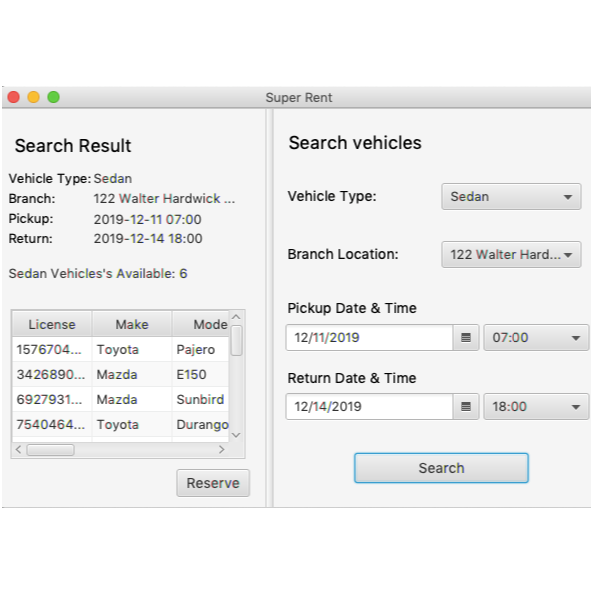 Super Rent
Search Result
Vehicle Type: Sedan
Branch: 122 Walter Hardwick ...
Pickup: 2019-12-11 07:00
Return: 2019-12-14 18:00
Sedan Vehicles's Available: 6
License Make Mode
1576704... Toyota Pajero
3426890... Mazda E150
6927931... Mazda Sunbird
7540464... Toyota Durango
Reserve
Search vehicles
Vehicle Type: Sedan
Branch Location: 122 Walter Hard...
Pickup Date & Time
12/11/2019 07:00
Return Date & Time
12/14/2019 18:00
Search